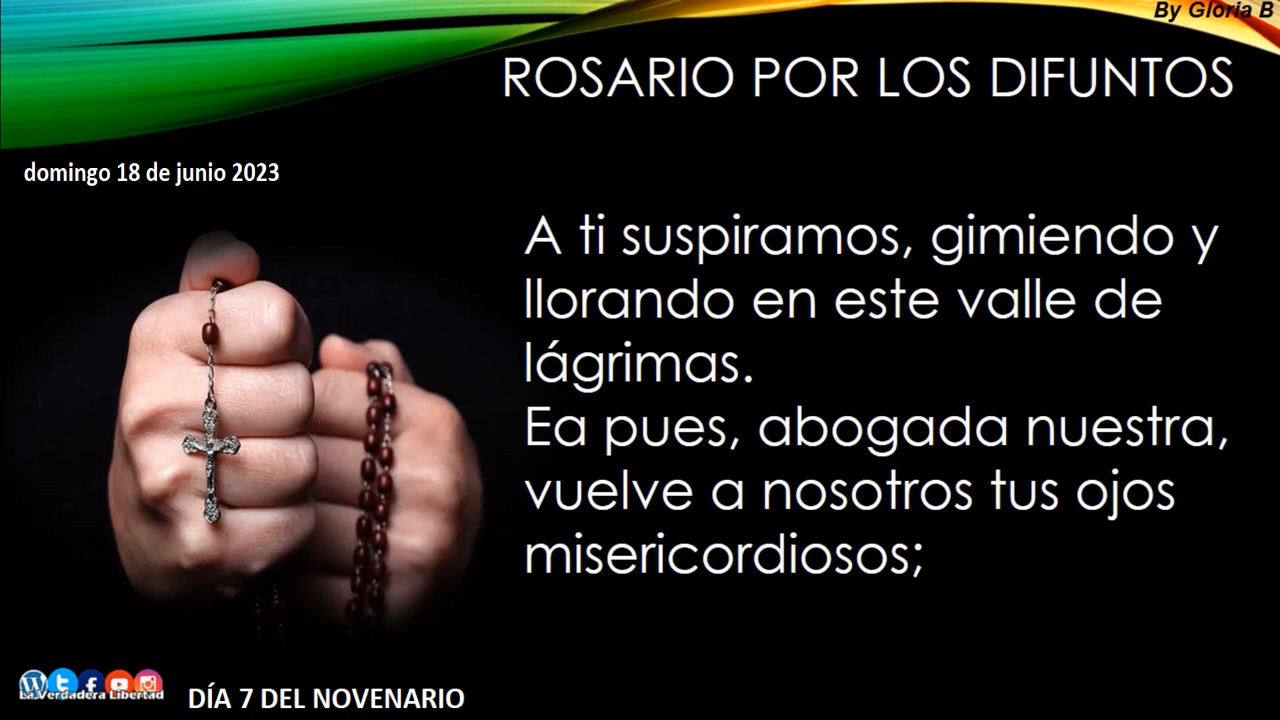 By Gloria B
ROSARIO POR LOS DIFUNTOS
domingo 18 de junio 2023
A ti suspiramos, gimiendo y
llorando en este valle de
lágrimas.
Ea pues, abogada nuestra,
vuelve a nosotros tus ojos
misericordiosos;
La Verdadera Libertad
DÍA 7 DEL NOVENARIO